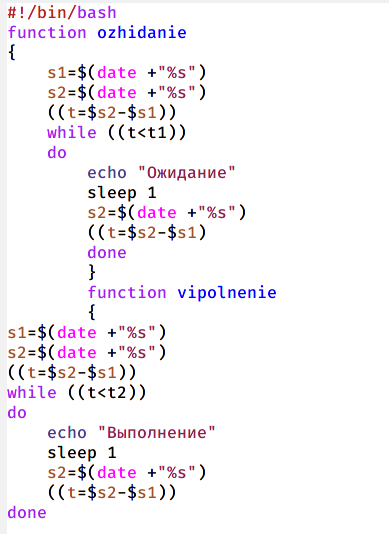 #!/bin/bash
function ozhidanie
{
    s1=$(date +"%s")
    s2=$(date +"%s")
    ((t=$s2-$s1))
    while ((t<t1))
    do
        echo "Ожидание"
        sleep 1
        s2=$(date +"%s")
        ((t=$s2-$s1)
        done
        }
        function vipolnenie
        {
s1=$(date +"%s")
s2=$(date +"%s")
((t=$s2-$s1))
while ((t<t2))
do
    echo "Выполнение"
    sleep 1
    s2=$(date +"%s")
    ((t=$s2-$s1))
done